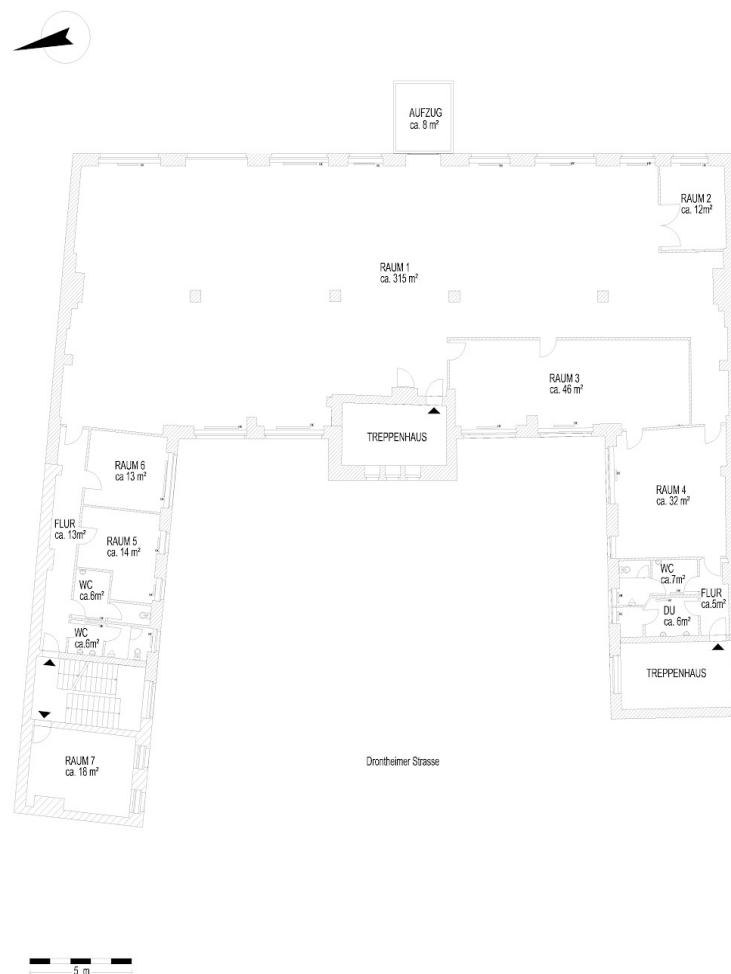 AUFZUG
ca. 8 m²
RAUM 2
ca. 12m²
RAUM 1
ca. 315 m²
RAUM 3
ca. 46 m²
TREPPENHAUS
RAUM 6
ca 13 m²
RAUM 4
ca. 32 m²
FLUR
ca. 13m²
RAUM 5
ca. 14 m²
WC
ca.6m²
WC
ca.7m²
FLUR
ca.5m²
DU
ca. 6m²
WC
ca.6m²
TREPPENHAUS
RAUM 7
ca. 18 m²
Drontheimer Strasse
5 m